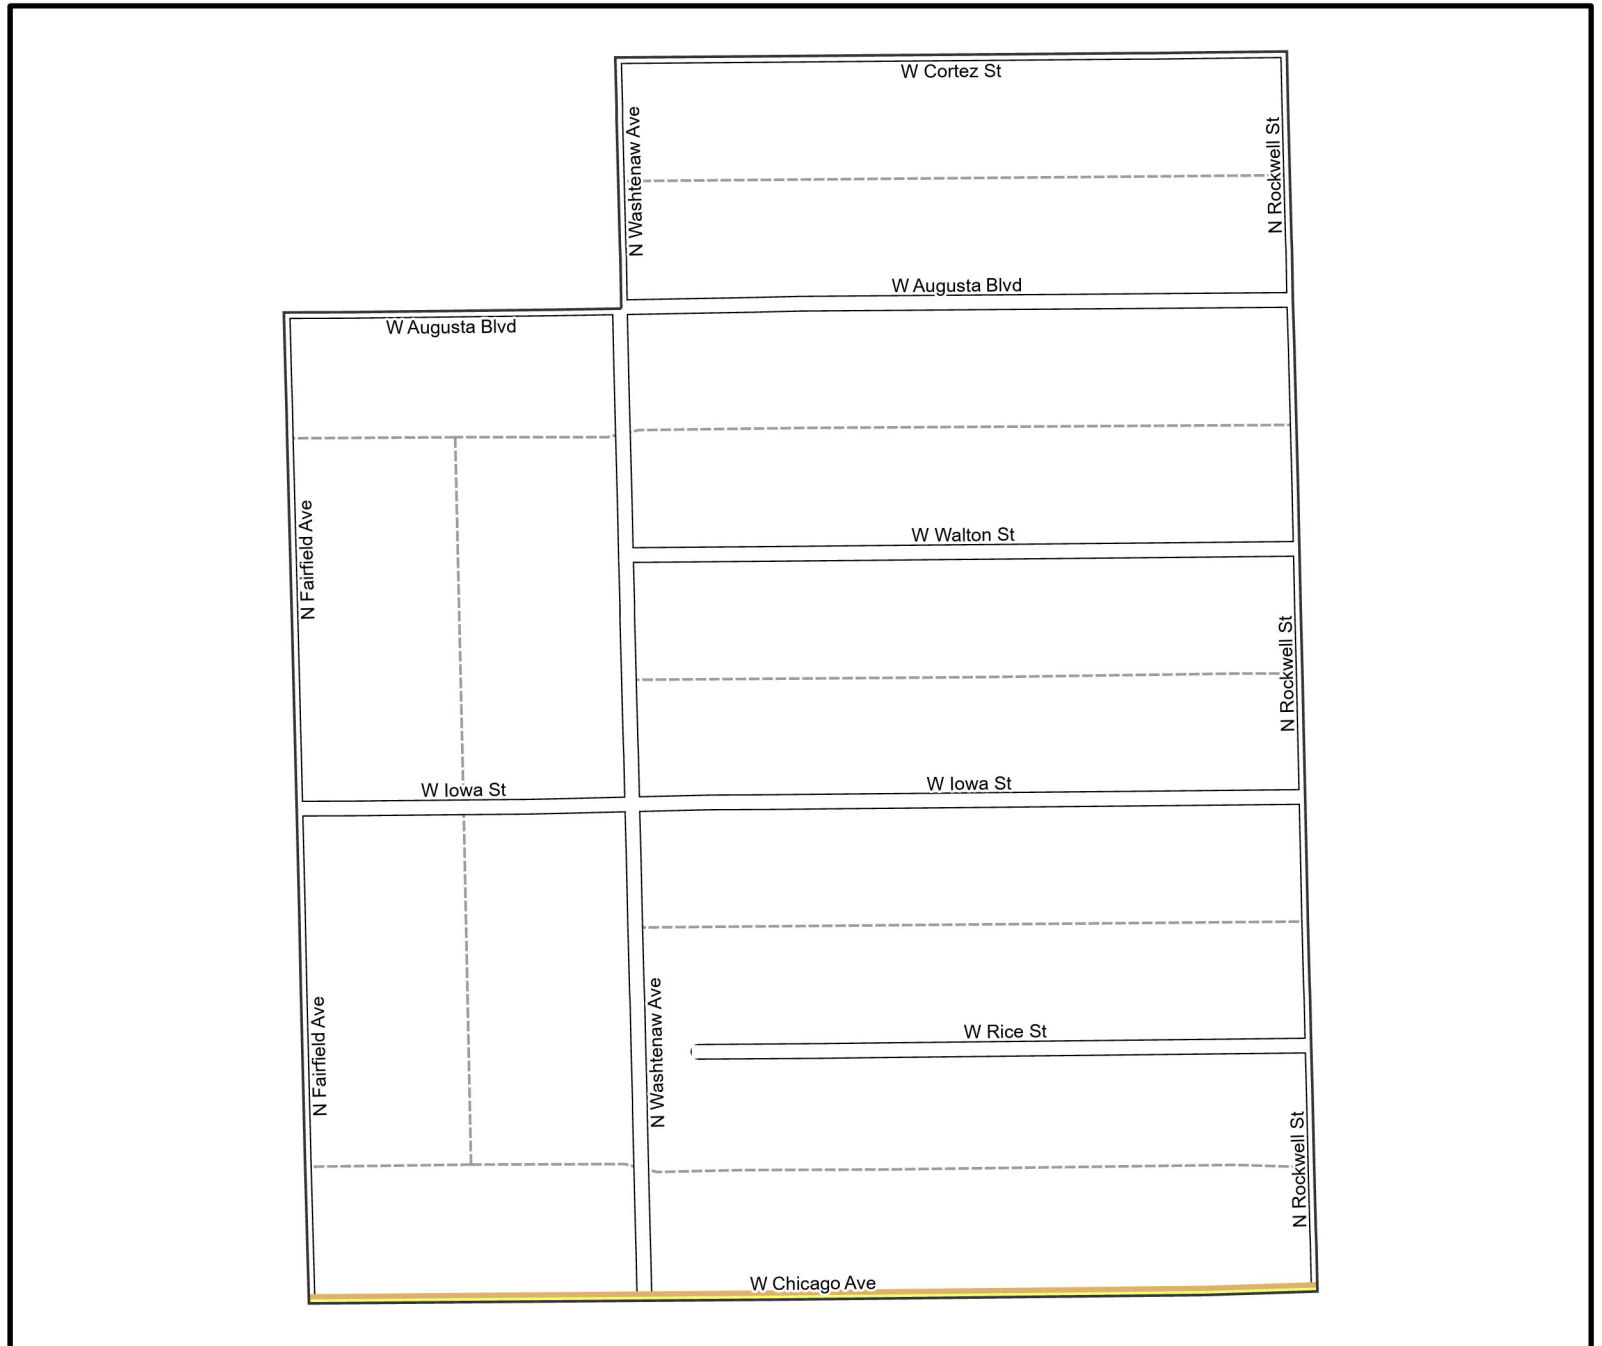 W Cortez St
N Washtenaw Ave
N Rockwell St
W Augusta Blvd
W Augusta Blvd
N Fairfield Ave
W Walton St
N Rockwell St
W Iowa St
W Iowa St
N Fairfield Ave
N Washtenaw Ave
W Rice St
N Rockwell St
W Chicago Ave